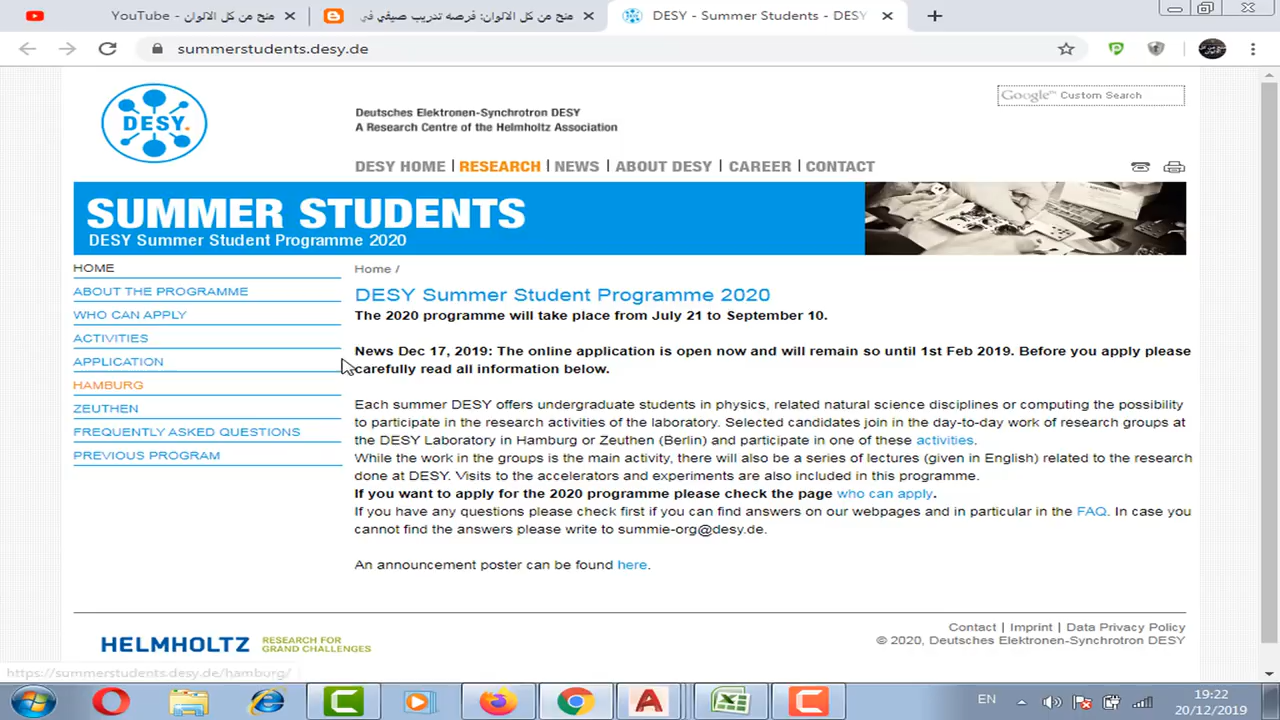 YouTube - منح من كل الالوان
منح من كل الالوان: فرصه تدريب صيفي في
DESY - Summer Students - DESY
summerstudents.desy.de
DESY.
Deutsches Elektronen-Synchrotron DESY
A Research Centre of the Helmholtz Association
Google™ Custom Search
DESY HOME | RESEARCH | NEWS | ABOUT DESY | CAREER | CONTACT
SUMMER STUDENTS
DESY Summer Student Programme 2020
HOME
ABOUT THE PROGRAMME
WHO CAN APPLY
ACTIVITIES
APPLICATION
HAMBURG
ZEUTHEN
FREQUENTLY ASKED QUESTIONS
PREVIOUS PROGRAM
Home /
DESY Summer Student Programme 2020
The 2020 programme will take place from July 21 to September 10.
News Dec 17, 2019: The online application is open now and will remain so until 1st Feb 2019. Before you apply please
carefully read all information below.
Each summer DESY offers undergraduate students in physics, related natural science disciplines or computing the possibility
to participate in the research activities of the laboratory. Selected candidates join in the day-to-day work of research groups at
the DESY Laboratory in Hamburg or Zeuthen (Berlin) and participate in one of these activities.
While the work in the groups is the main activity, there will also be a series of lectures (given in English) related to the research
done at DESY. Visits to the accelerators and experiments are also included in this programme.
If you want to apply for the 2020 programme please check the page who can apply.
If you have any questions please check first if you can find answers on our webpages and in particular in the FAQ. In case you
cannot find the answers please write to summie-org@desy.de.
An announcement poster can be found here.
HELMHOLTZ RESEARCH FOR
GRAND CHALLENGES
Contact | Imprint | Data Privacy Policy
© 2020, Deutsches Elektronen-Synchrotron DESY
https://summerstudents.desy.de/hamburg/
EN
19:22
20/12/2019